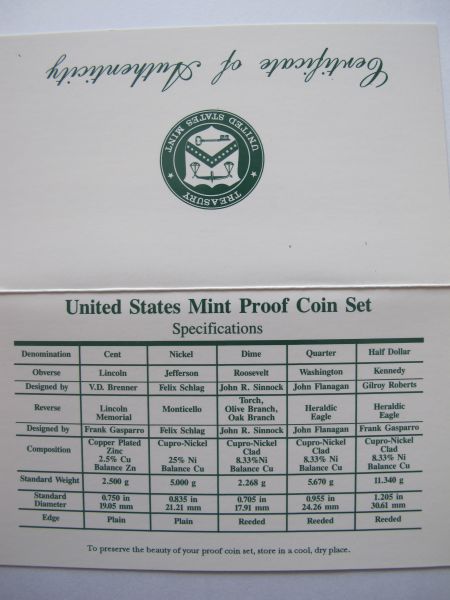 Certificate of Authenticity
TREASURY
UNITED STATES MINT
United States Mint Proof Coin Set
Specifications
Denomination Cent Nickel Dime Quarter Half Dollar
Obverse Lincoln Jefferson Roosevelt Washington Kennedy
Designed by V.D. Brenner Felix Schlag John R. Sinnock John Flanagan Gilroy Roberts
Reverse Lincoln Memorial Monticello Torch, Olive Branch, Oak Branch Heraldic Eagle Heraldic Eagle
Designed by Frank Gasparro Felix Schlag John R. Sinnock John Flanagan Frank Gasparro
Composition Copper Plated Zinc 2.5% Cu Balance Zn Cupro-Nickel 25% Ni Balance Cu Cupro-Nickel Clad 8.33%Ni Balance Cu Cupro-Nickel Clad 8.33% Ni Balance Cu Cupro-Nickel Clad 8.33% Ni Balance Cu
Standard Weight 2.500 g 5.000 g 2.268 g 5.670 g 11.340 g
Standard Diameter 0.750 in 19.05 mm 0.835 in 21.21 mm 0.705 in 17.91 mm 0.955 in 24.26 mm 1.205 in 30.61 mm
Edge Plain Plain Reeded Reeded Reeded
To preserve the beauty of your proof coin set, store in a cool, dry place.